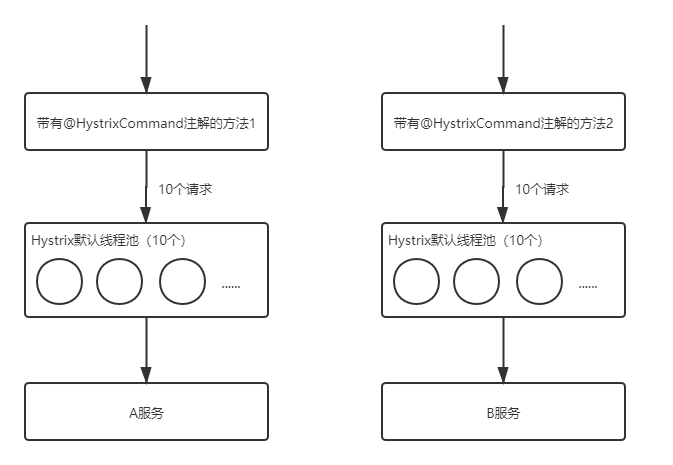 带有@HystrixCommand注解的方法1
带有@HystrixCommand注解的方法2
10个请求
10个请求
Hystrix默认线程池（10个）
Hystrix默认线程池（10个）
......
......
A服务
B服务